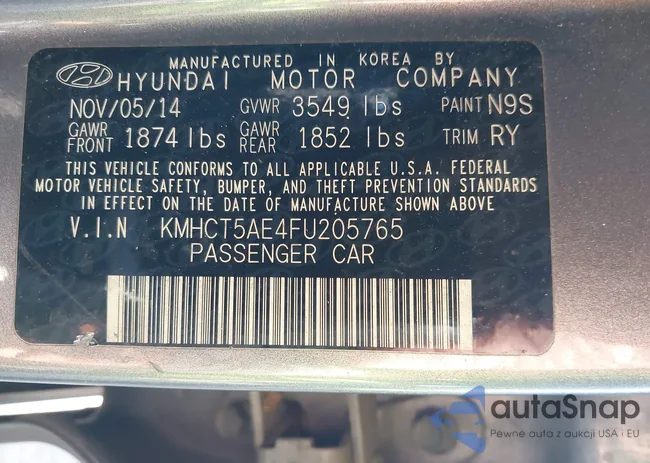 MANUFACTURED IN KOREA BY
HYUNDAI MOTOR COMPANY
NOV/05/14 GVWR 3549 lbs PAINT N9S
GAWR FRONT 1874 lbs GAWR REAR 1852 lbs TRIM RY
THIS VEHICLE CONFORMS TO ALL APPLICABLE U.S.A. FEDERAL
MOTOR VEHICLE SAFETY, BUMPER, AND THEFT PREVENTION STANDARDS
IN EFFECT ON THE DATE OF MANUFACTURE SHOWN ABOVE
V.I.N KMHCT5AE4FU205765
PASSENGER CAR
autaSnap
Pewne auta z aukcji USA i EU